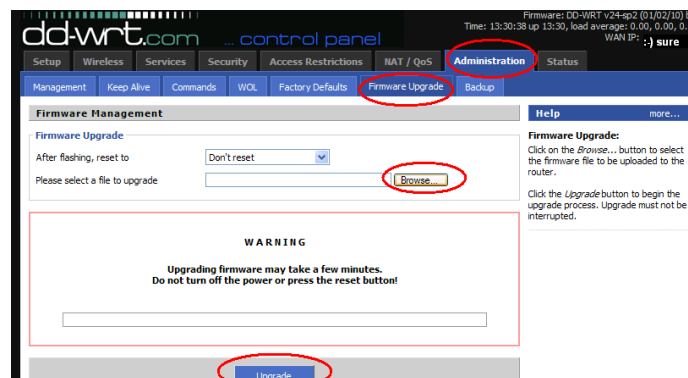 Firmware: DD-WRT v24-sp2 (01/02/10)
Time: 13:30:38 up 13:30, load average: 0.00, 0.00, 0.
WAN IP: :-) sure
dd-wrt.com ... control panel
Setup Wireless Services Security Access Restrictions NAT / QoS Administration Status
Management Keep Alive Commands WOL Factory Defaults Firmware Upgrade Backup
Firmware Management
Firmware Upgrade
After flashing, reset to Don't reset
Please select a file to upgrade Browse...
WARNING
Upgrading firmware may take a few minutes.
Do not turn off the power or press the reset button!
Upgrade
Help more...
Firmware Upgrade:
Click on the Browse... button to select
the firmware file to be uploaded to the
router.
Click the Upgrade button to begin the
upgrade process. Upgrade must not be
interrupted.